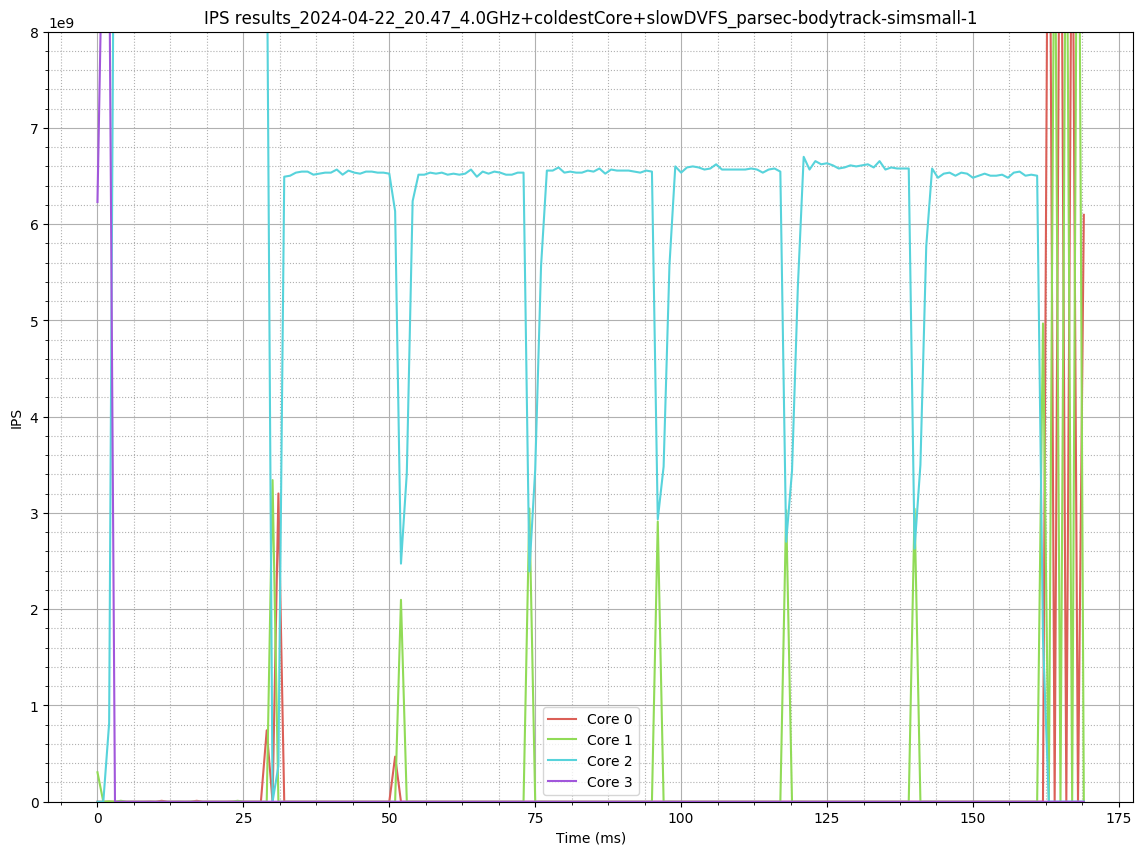 IPS results_2024-04-22_20.47_4.0GHz+coldestCore+slowDVFS_parsec-bodytrack-simsmall-1
1e9
8
7
6
5
4
3
2
1
0
IPS
Core 0
Core 1
Core 2
Core 3
0 25 50 75 100 125 150 175
Time (ms)